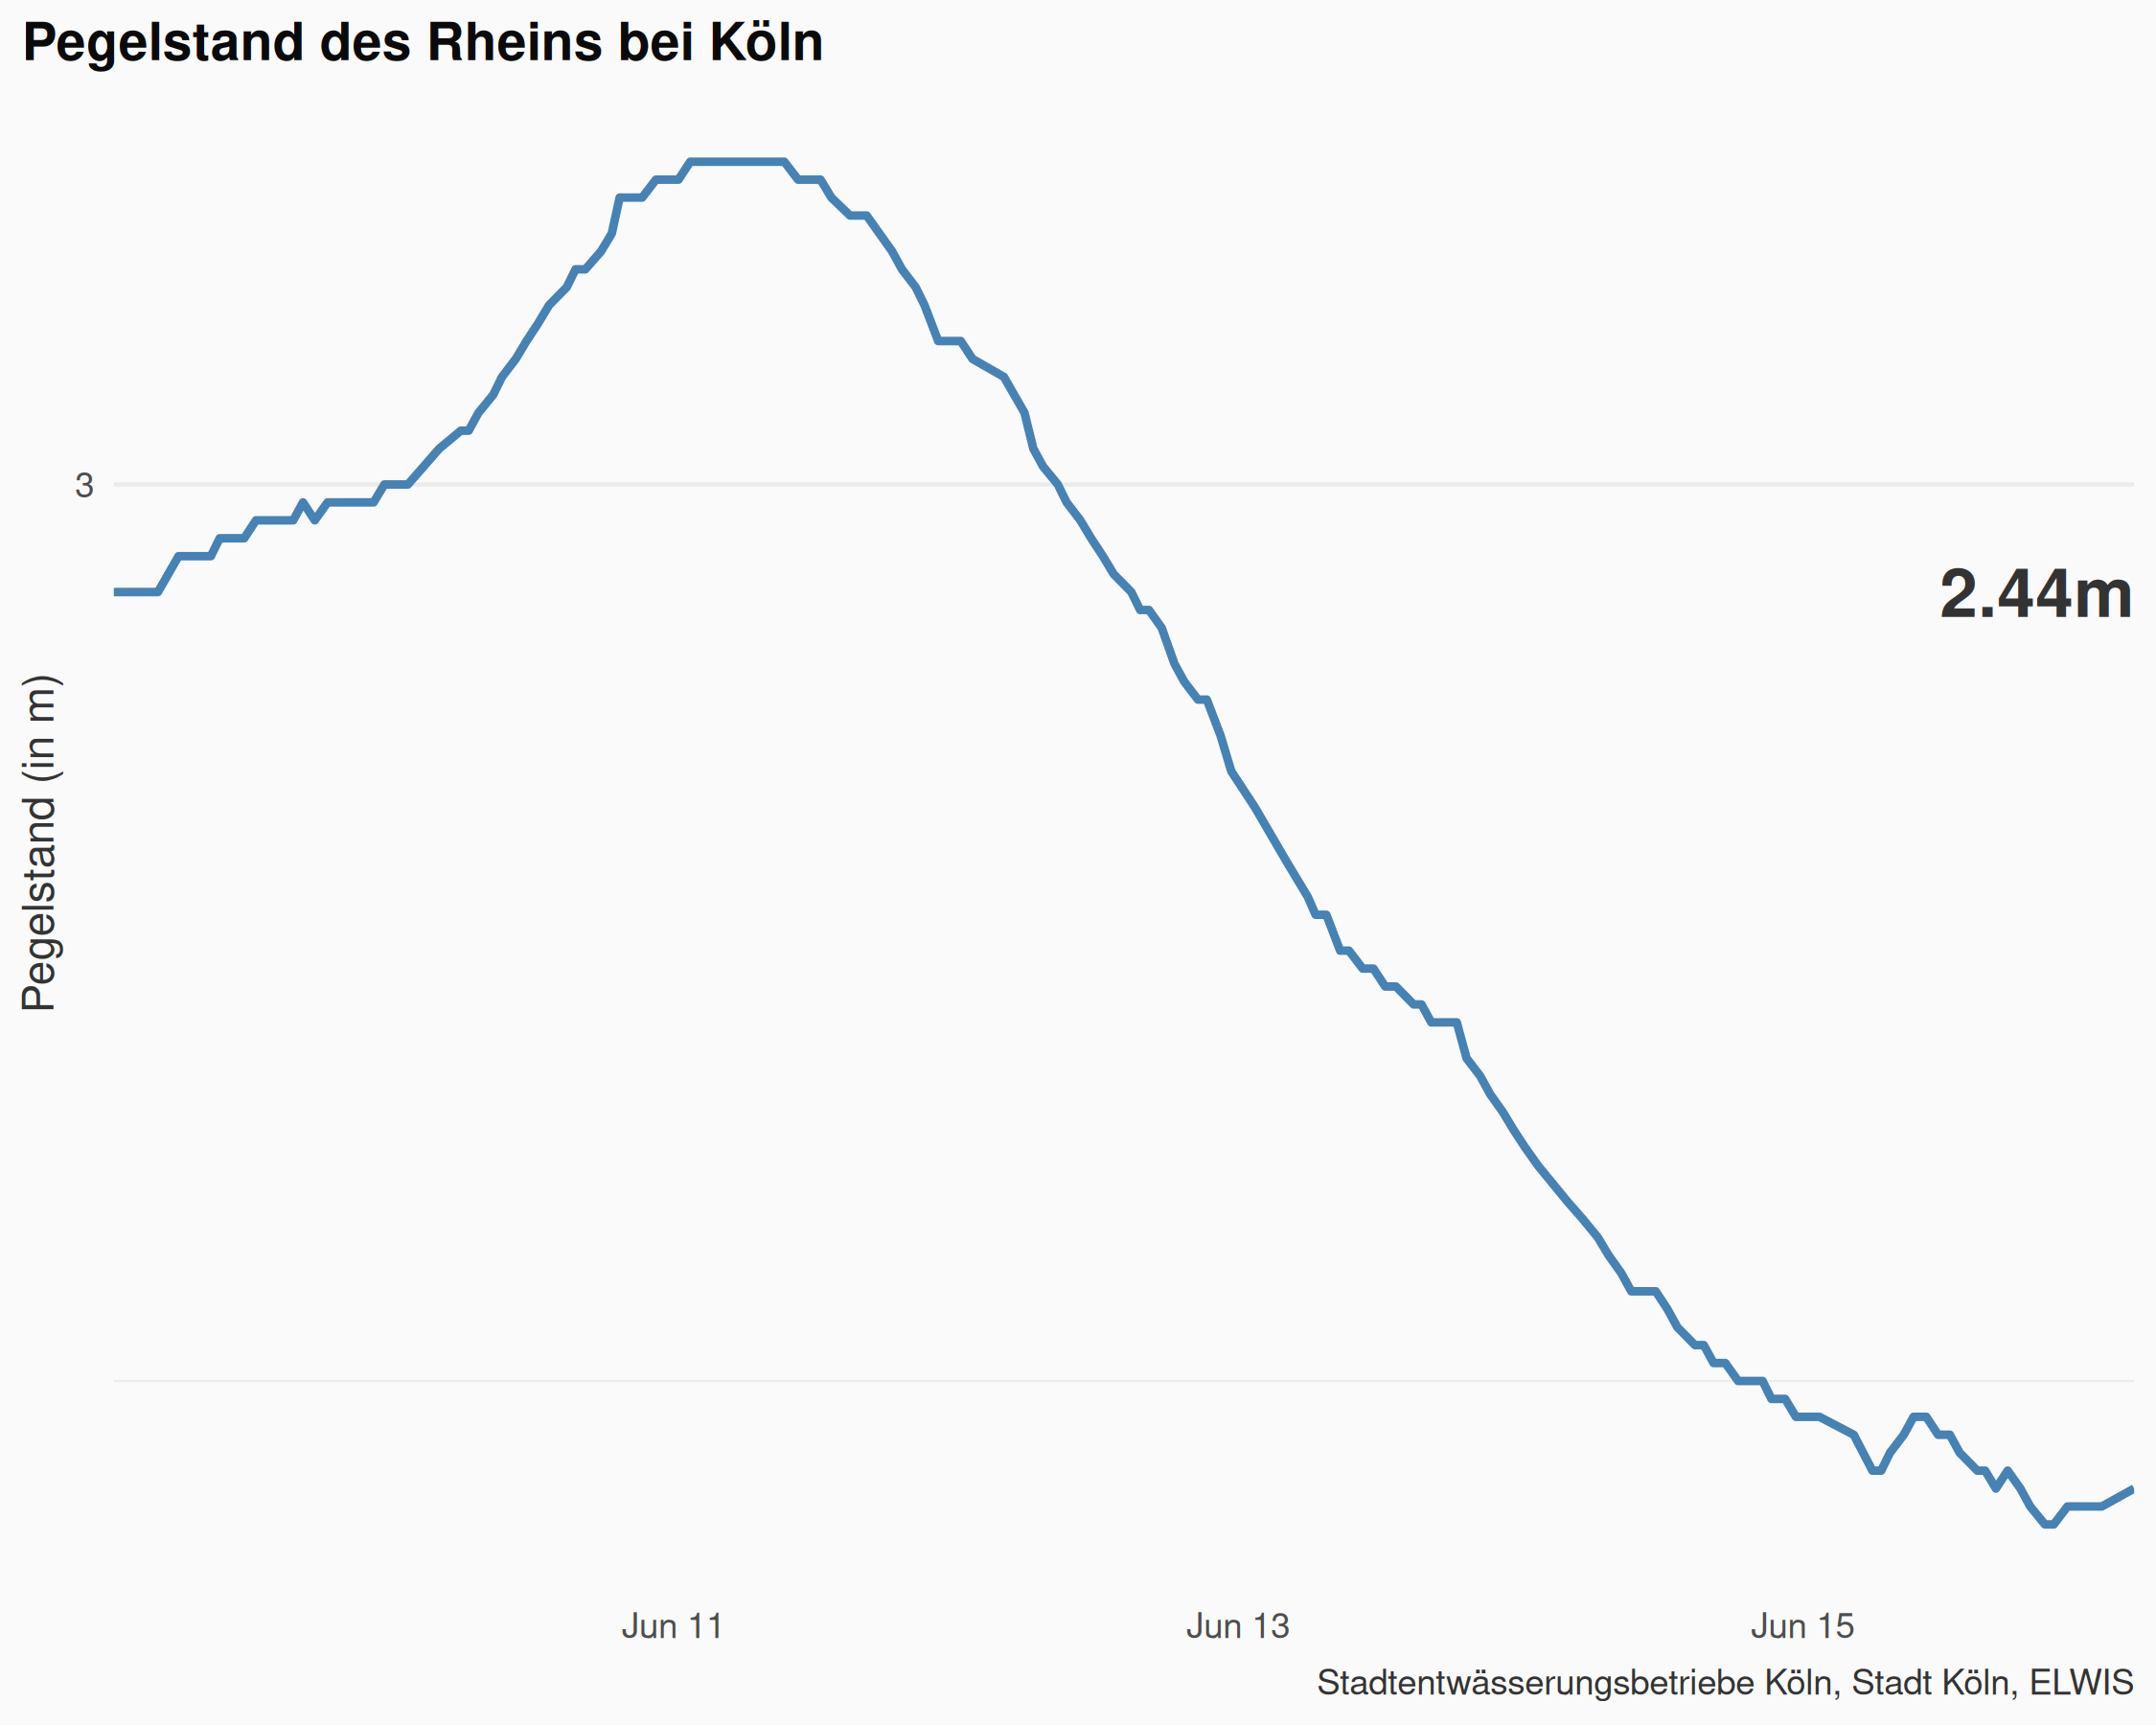 Pegelstand des Rheins bei Köln
3
2.44m
Pegelstand (in m)
Jun 11
Jun 13
Jun 15
Stadtentwässerungsbetriebe Köln, Stadt Köln, ELWIS